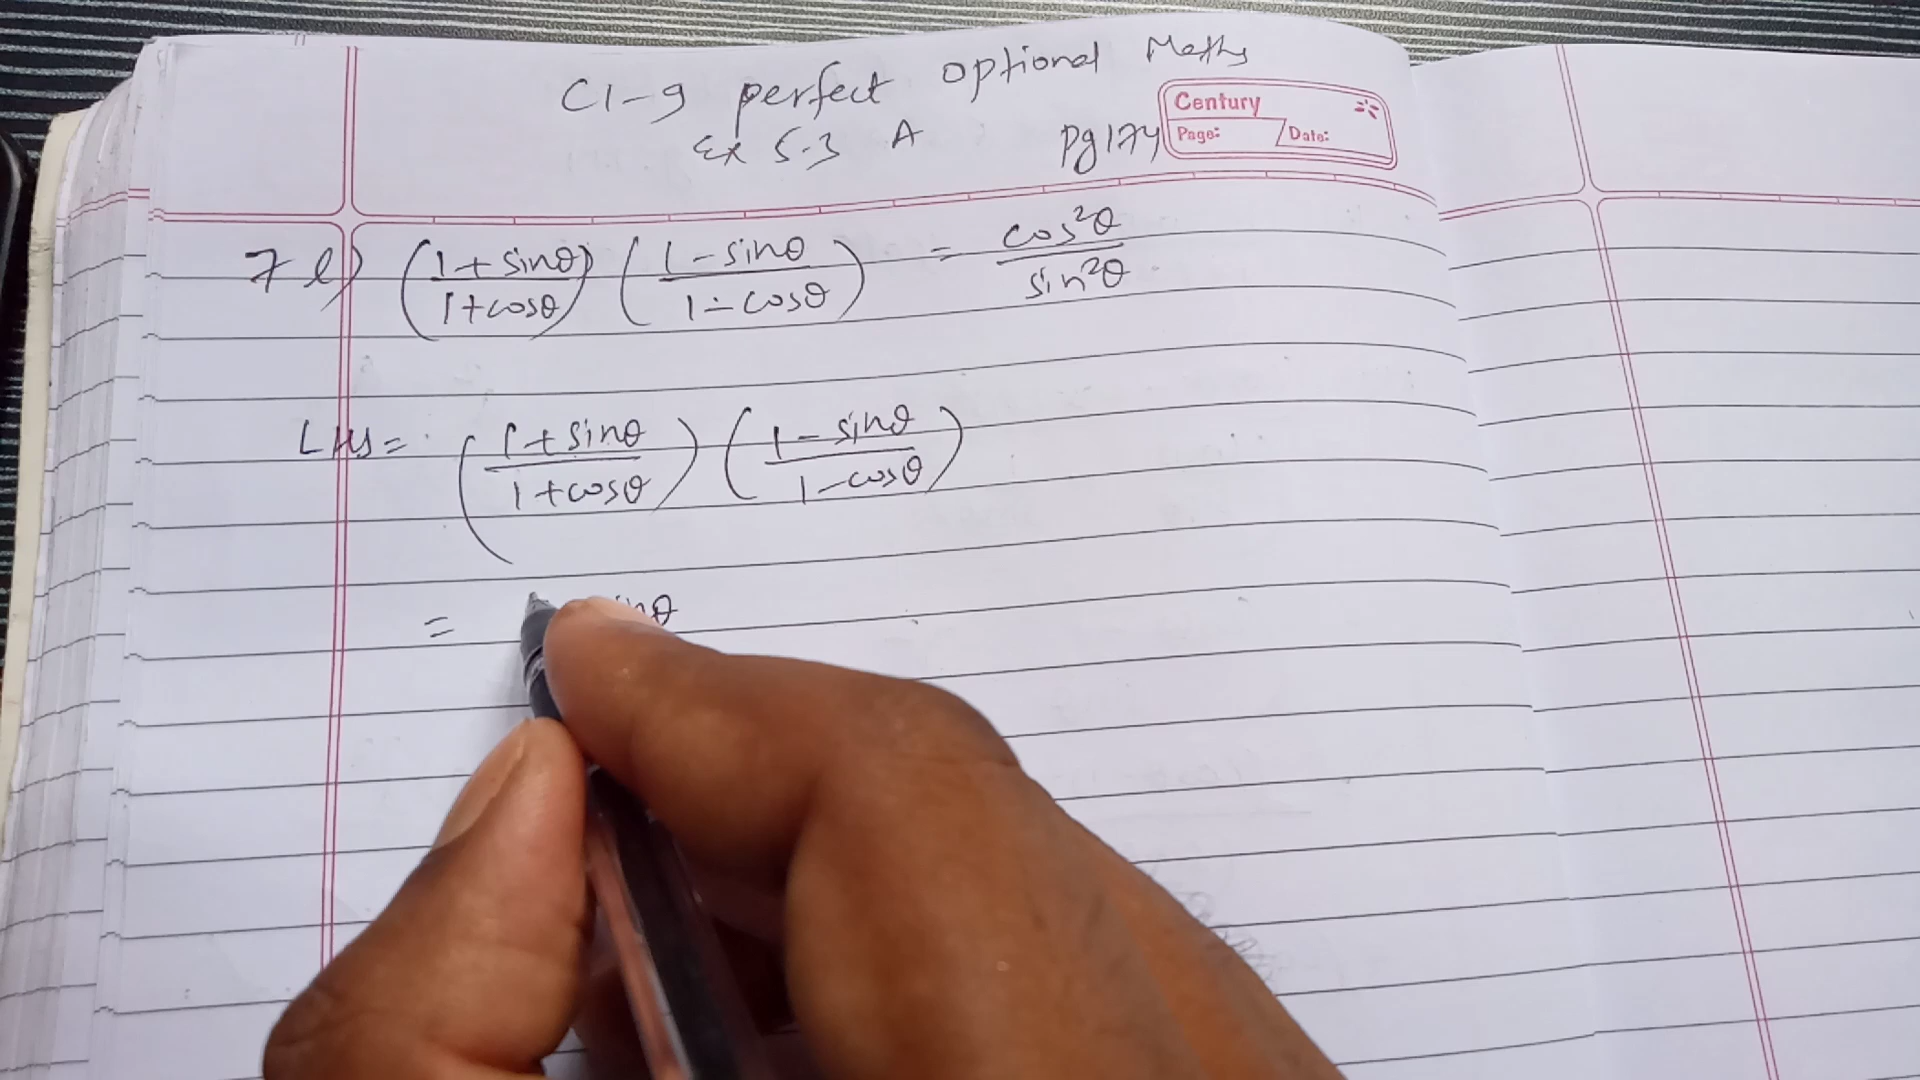 Cl-9 perfect optional Maths
Ex 5.3 A Pg 174
Century
Page: Date:
7 l) (1+sinθ/1+cosθ) (1-sinθ/1-cosθ) = cos²θ/sin²θ
LHS = (1+sinθ/1+cosθ) (1-sinθ/1-cosθ)
=